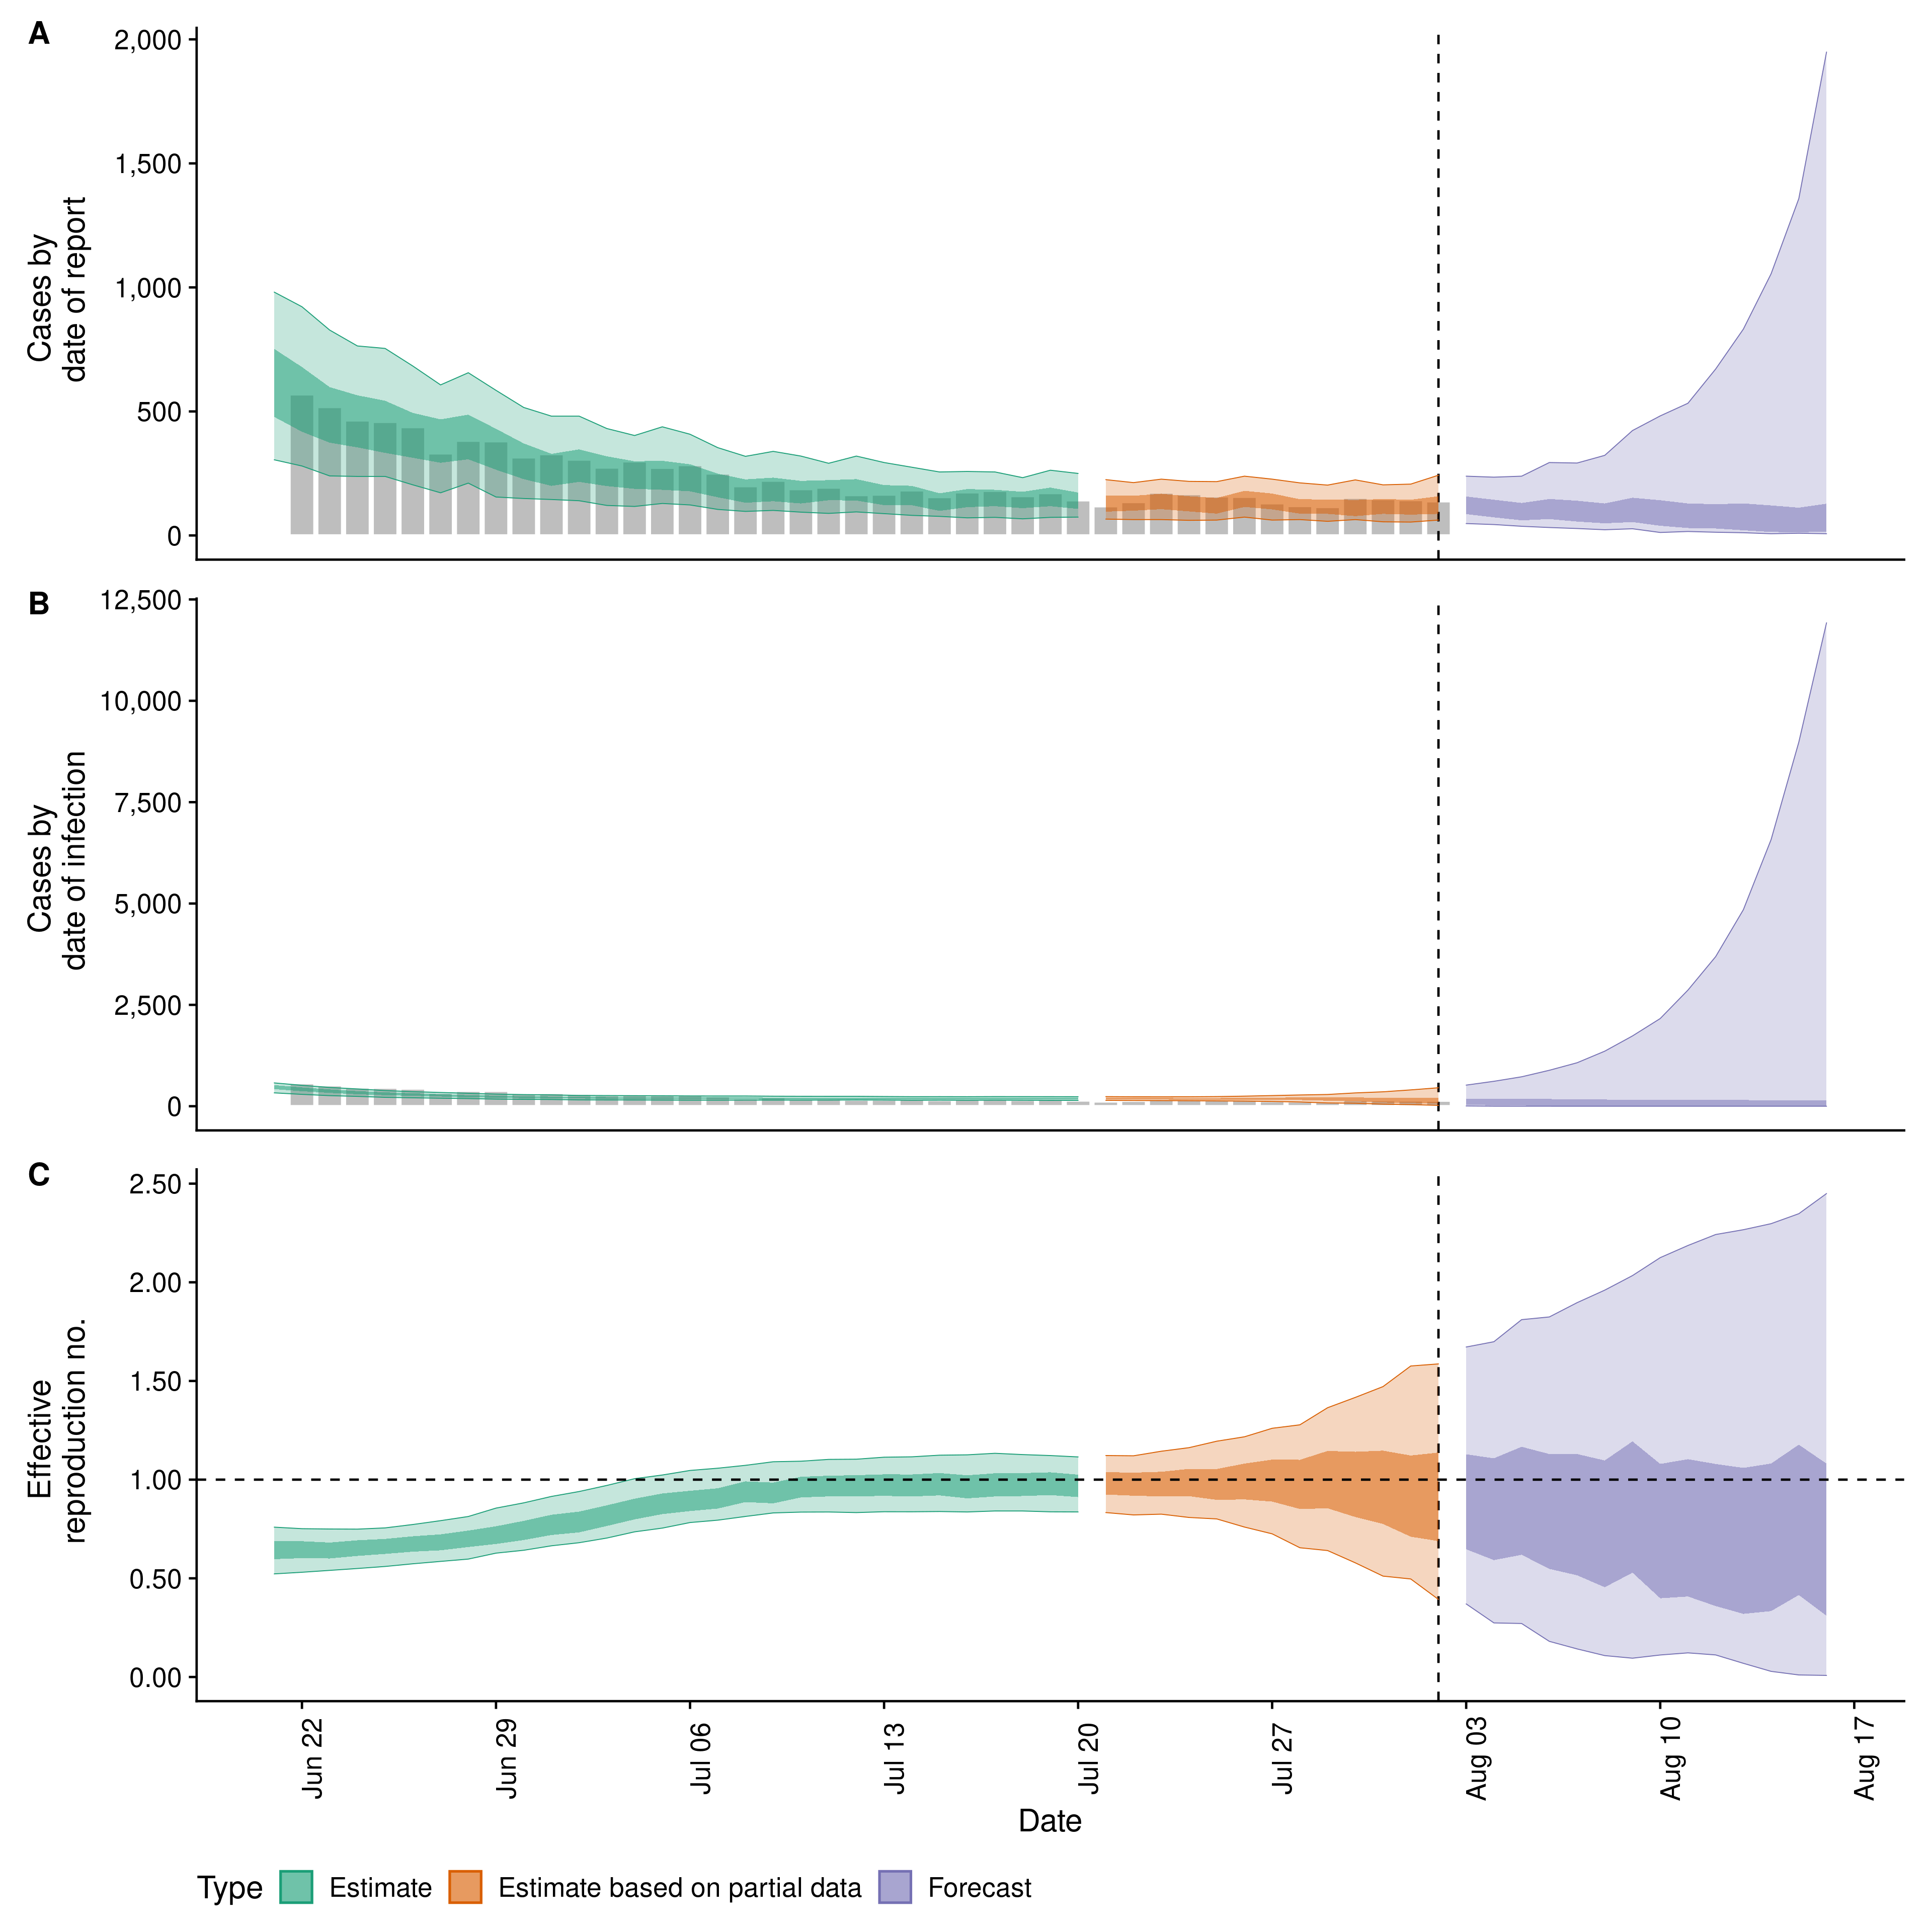 A
2,000
1,500
1,000
500
0
Cases by
date of report
B
12,500
10,000
7,500
5,000
2,500
0
Cases by
date of infection
C
2.50
2.00
1.50
1.00
0.50
0.00
Effective
reproduction no.
Jun 22
Jun 29
Jul 06
Jul 13
Jul 20
Jul 27
Aug 03
Aug 10
Aug 17
Date
Type Estimate Estimate based on partial data Forecast